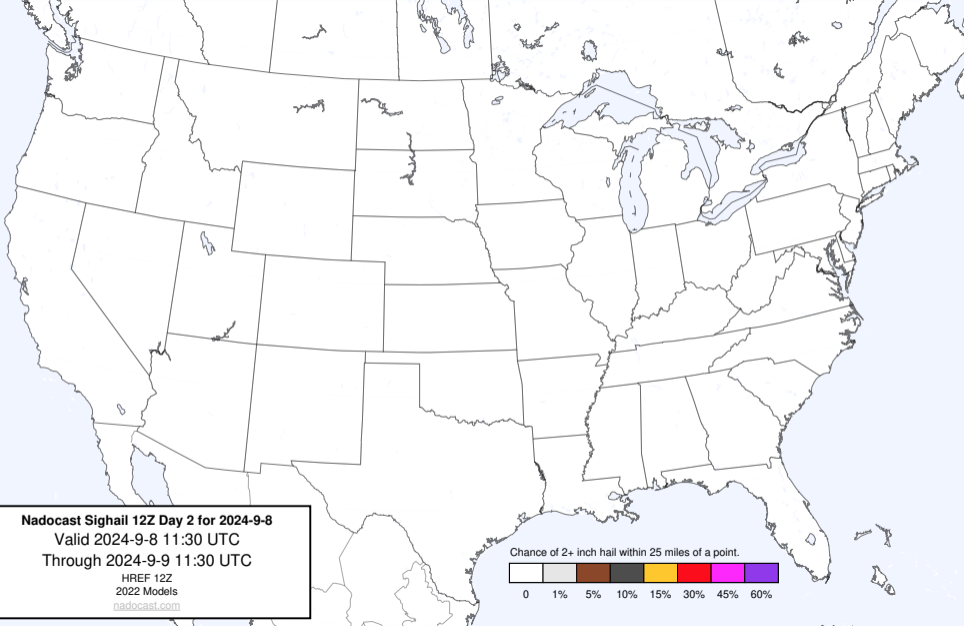 Nadocast Sighail 12Z Day 2 for 2024-9-8
Valid 2024-9-8 11:30 UTC
Through 2024-9-9 11:30 UTC
HREF 12Z
2022 Models
nadocast.com
Chance of 2+ inch hail within 25 miles of a point.
0 1% 5% 10% 15% 30% 45% 60%